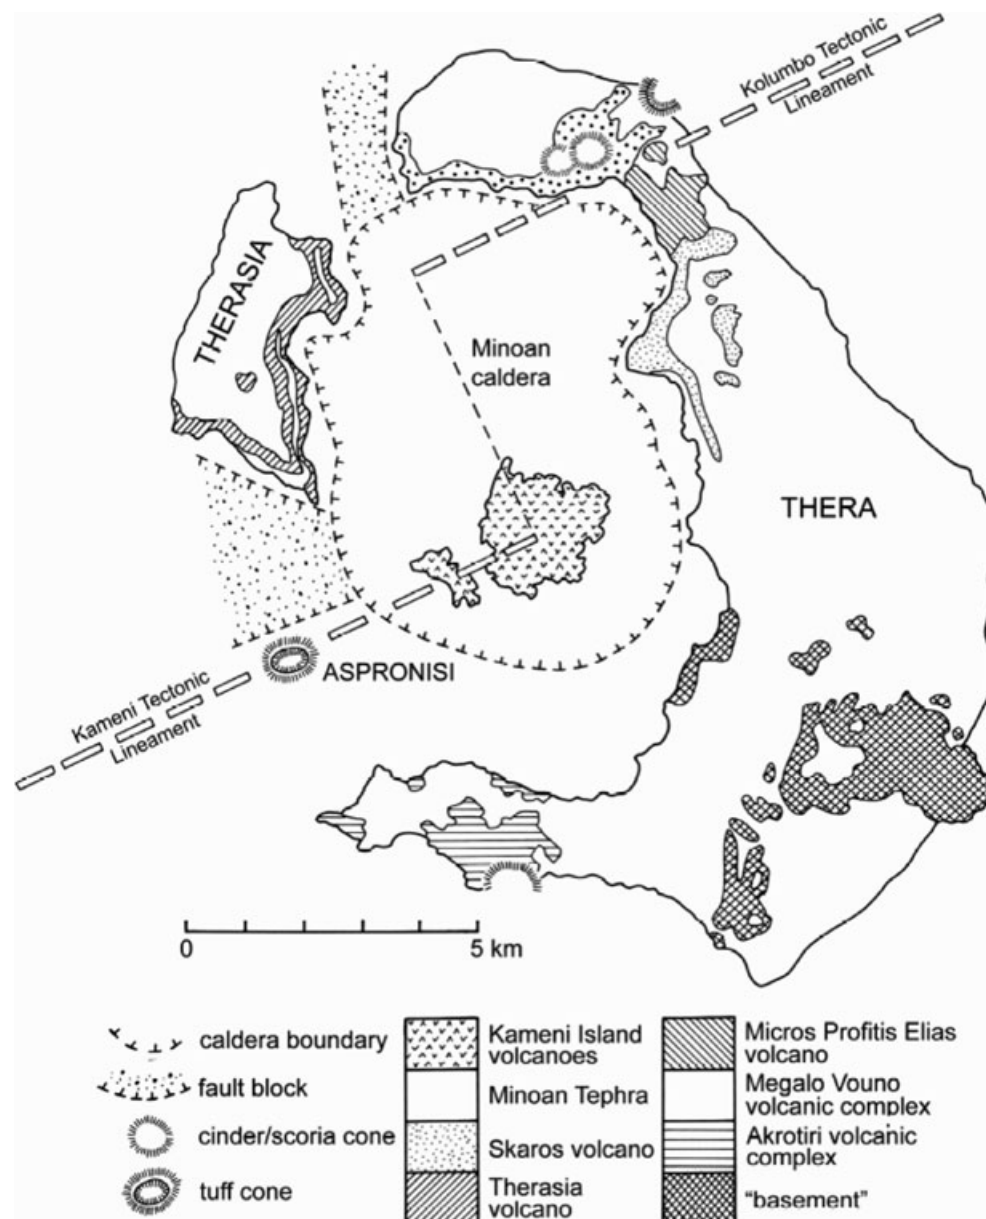 Kolumbo Tectonic
Lineament
THERASIA
Minoan
caldera
THERA
ASPRONISI
Kameni Tectonic
Lineament
0
5 km
caldera boundary
fault block
cinder/scoria cone
tuff cone
Kameni Island
volcanoes
Minoan Tephra
Skaros volcano
Therasia
volcano
Micros Profitis Elias
volcano
Megalo Vouno
volcanic complex
Akrotiri volcanic
complex
"basement"